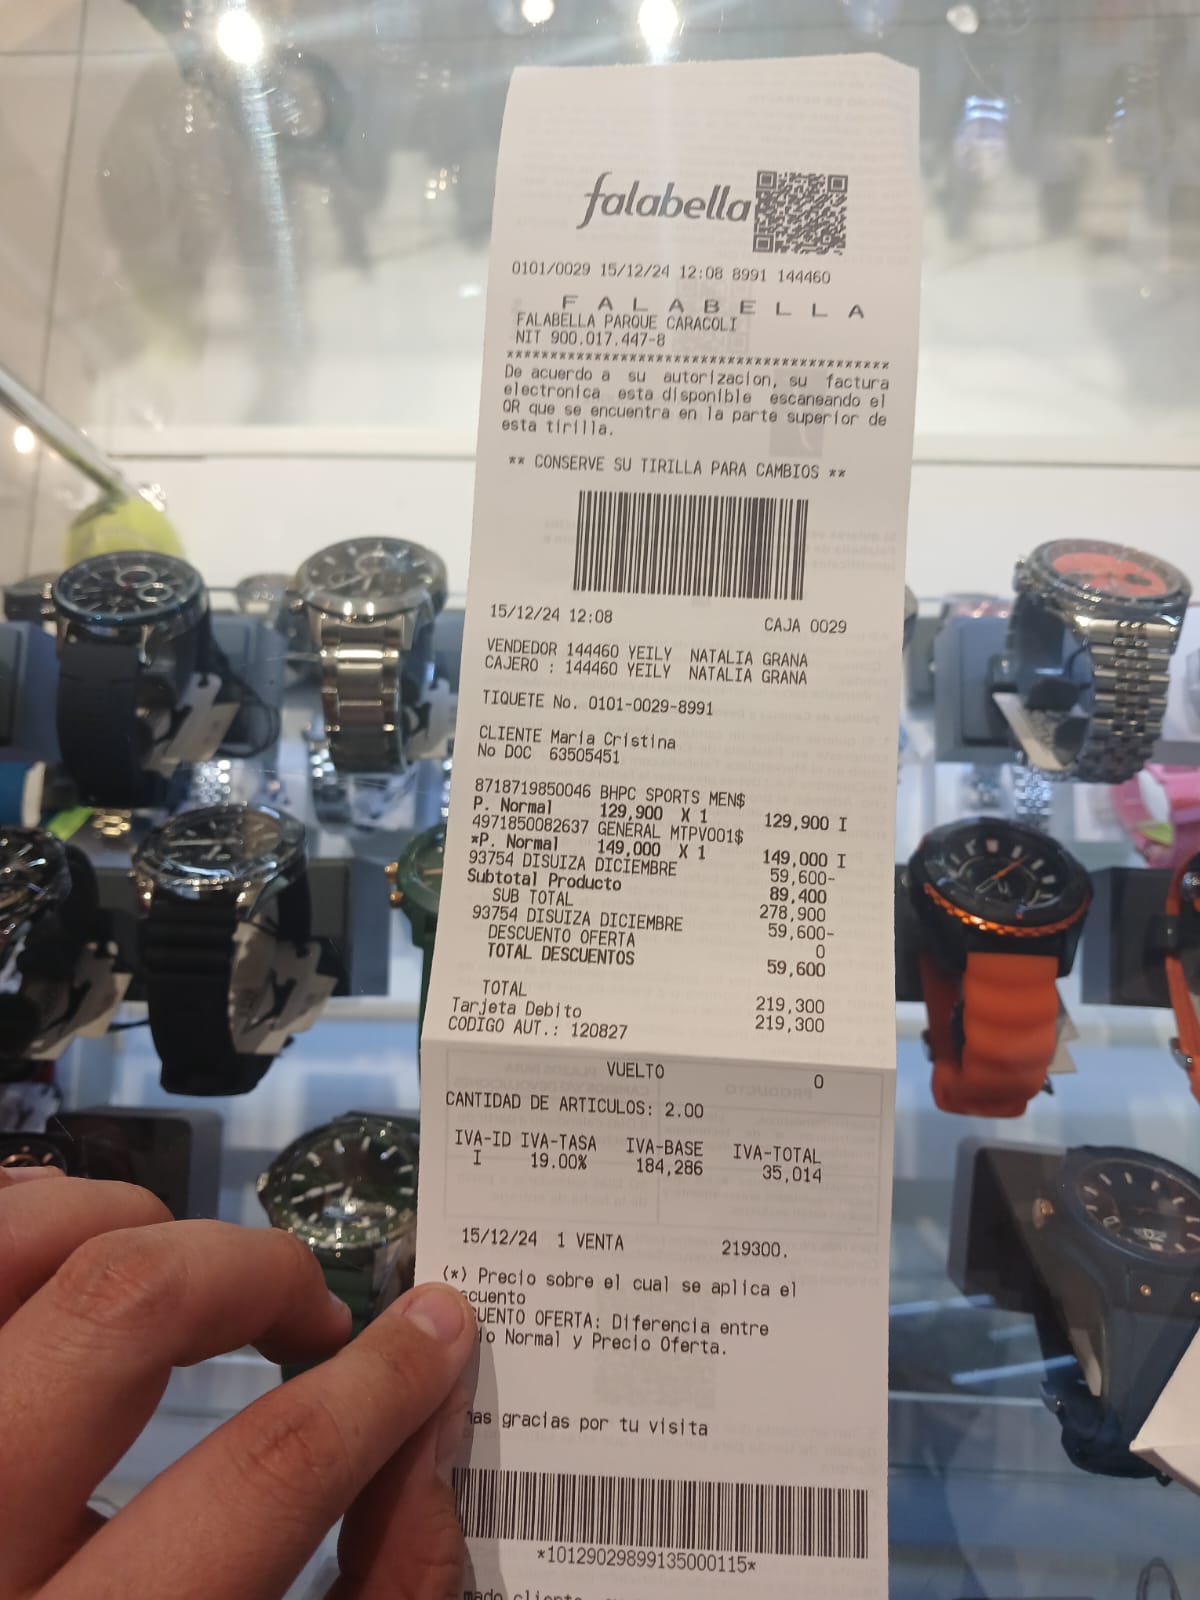 falabella
0101/0029 15/12/24 12:08 8991 144460
F A L A B E L L A
FALABELLA PARQUE CARACOLI
NIT 900.017.447-8
*******************************************
De acuerdo a su autorizacion, su factura
electronica esta disponible escaneando el
QR que se encuentra en la parte superior de
esta tirilla.
** CONSERVE SU TIRILLA PARA CAMBIOS **
15/12/24 12:08 CAJA 0029
VENDEDOR 144460 YEILY NATALIA GRANA
CAJERO : 144460 YEILY NATALIA GRANA
TIQUETE No. 0101-0029-8991
CLIENTE Maria Cristina
No DOC 63505451
8718719850046 BHPC SPORTS MEN$
P. Normal 129,900 X 1 129,900 I
4971850082637 GENERAL MTPV001$
*P. Normal 149,000 X 1 149,000 I
93754 DISUIZA DICIEMBRE 59,600-
Subtotal Producto 89,400
SUB TOTAL 278,900
93754 DISUIZA DICIEMBRE 59,600-
DESCUENTO OFERTA 0
TOTAL DESCUENTOS 59,600
TOTAL 219,300
Tarjeta Debito 219,300
CODIGO AUT.: 120827
VUELTO 0
CANTIDAD DE ARTICULOS: 2.00
IVA-ID IVA-TASA IVA-BASE IVA-TOTAL
I 19.00% 184,286 35,014
15/12/24 1 VENTA 219300.
(*) Precio sobre el cual se aplica el
scuento
CUENTO OFERTA: Diferencia entre
io Normal y Precio Oferta.
has gracias por tu visita
*10129029899135000115*